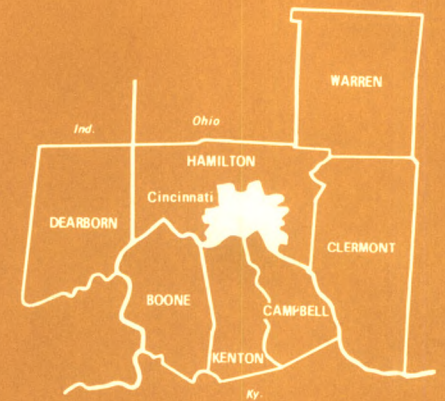 WARREN
Ind.
Ohio
HAMILTON
Cincinnati
DEARBORN
CLERMONT
BOONE
CAMPBELL
KENTON
Ky.